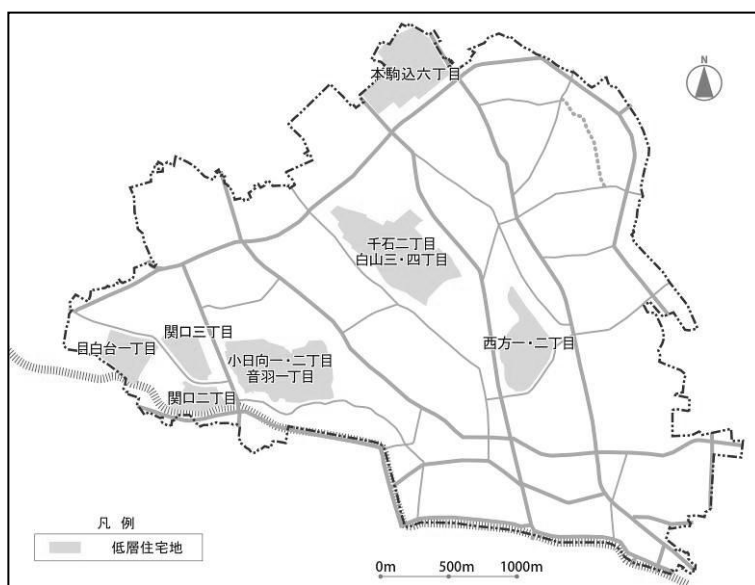 本駒込六丁目
N
千石二丁目
白山三・四丁目
関口三丁目
目白台一丁目
小日向一・二丁目
音羽一丁目
西方一・二丁目
関口二丁目
凡 例
低層住宅地
0m 500m 1000m